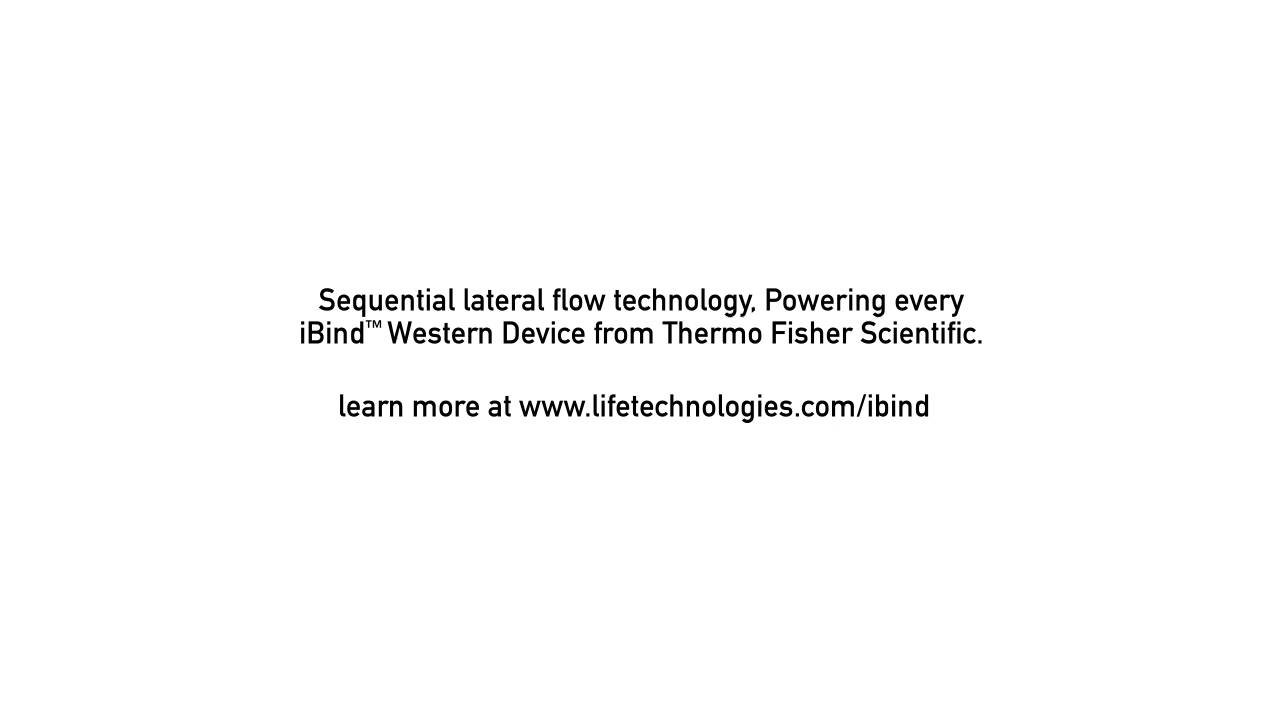 Sequential lateral flow technology, Powering every
iBind™ Western Device from Thermo Fisher Scientific.
learn more at www.lifetechnologies.com/ibind